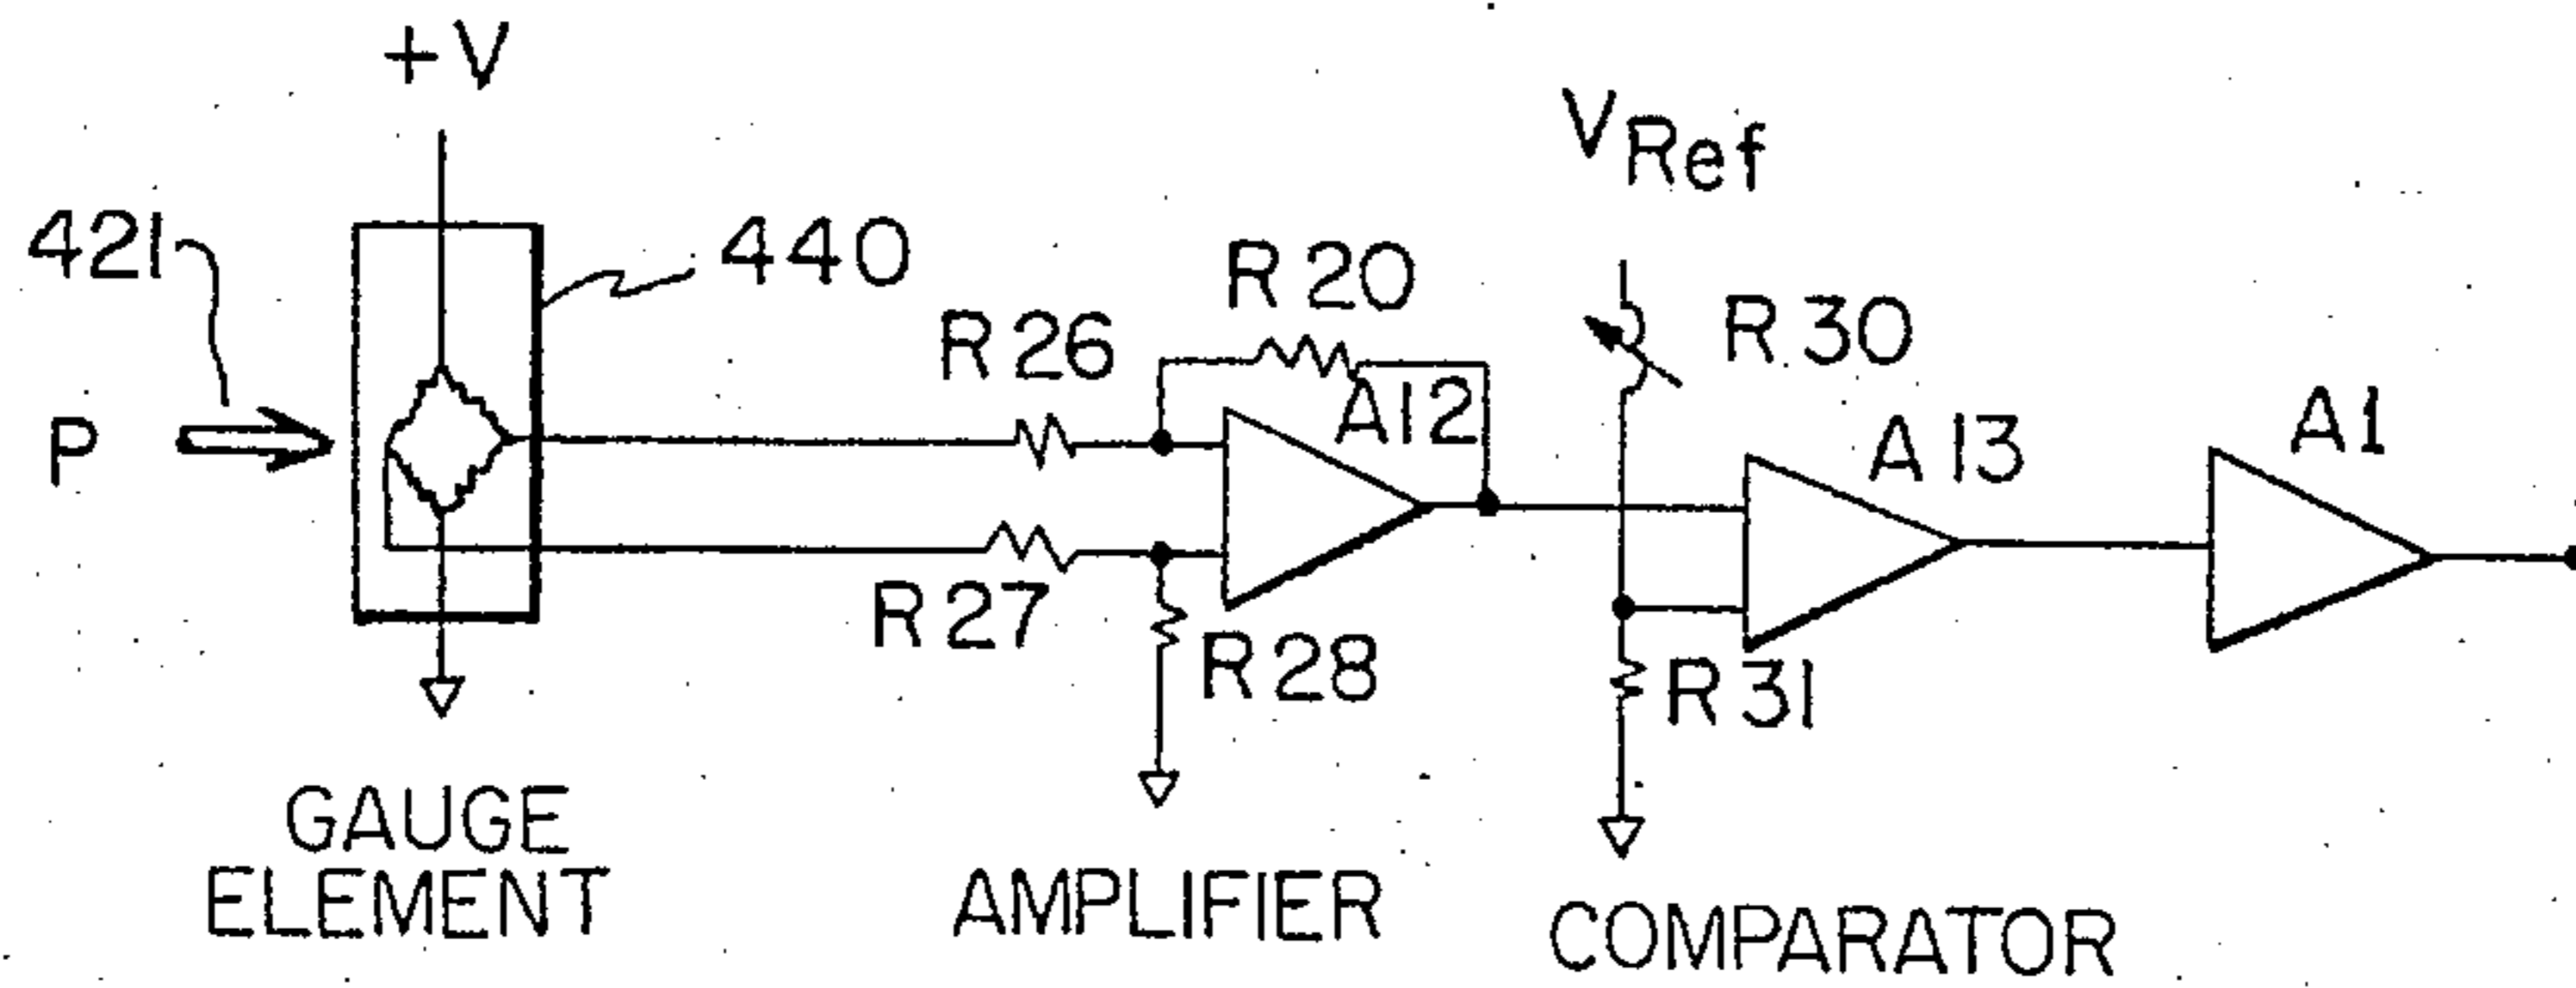 +V
VRef
421
440
R20
R26
R30
A12
A13
A1
P
R27
R28
R31
GAUGE
ELEMENT
AMPLIFIER
COMPARATOR